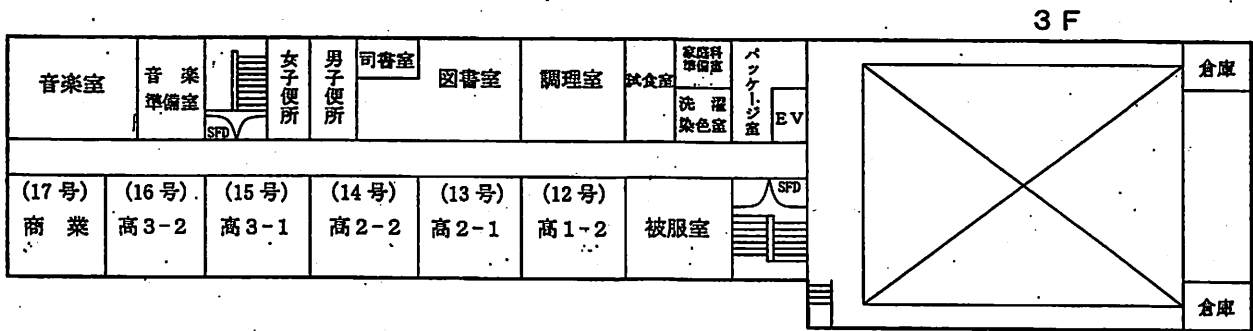 3F
音楽室
音楽
準備室
SFD
女子便所
男子便所
司書室
図書室
調理室
試食室
家庭科
準備室
洗濯
染色室
パッケージ室
EV
倉庫
(17号)
商業
(16号)
高3-2
(15号)
高3-1
(14号)
高2-2
(13号)
高2-1
(12号)
高1-2
被服室
SFD
倉庫